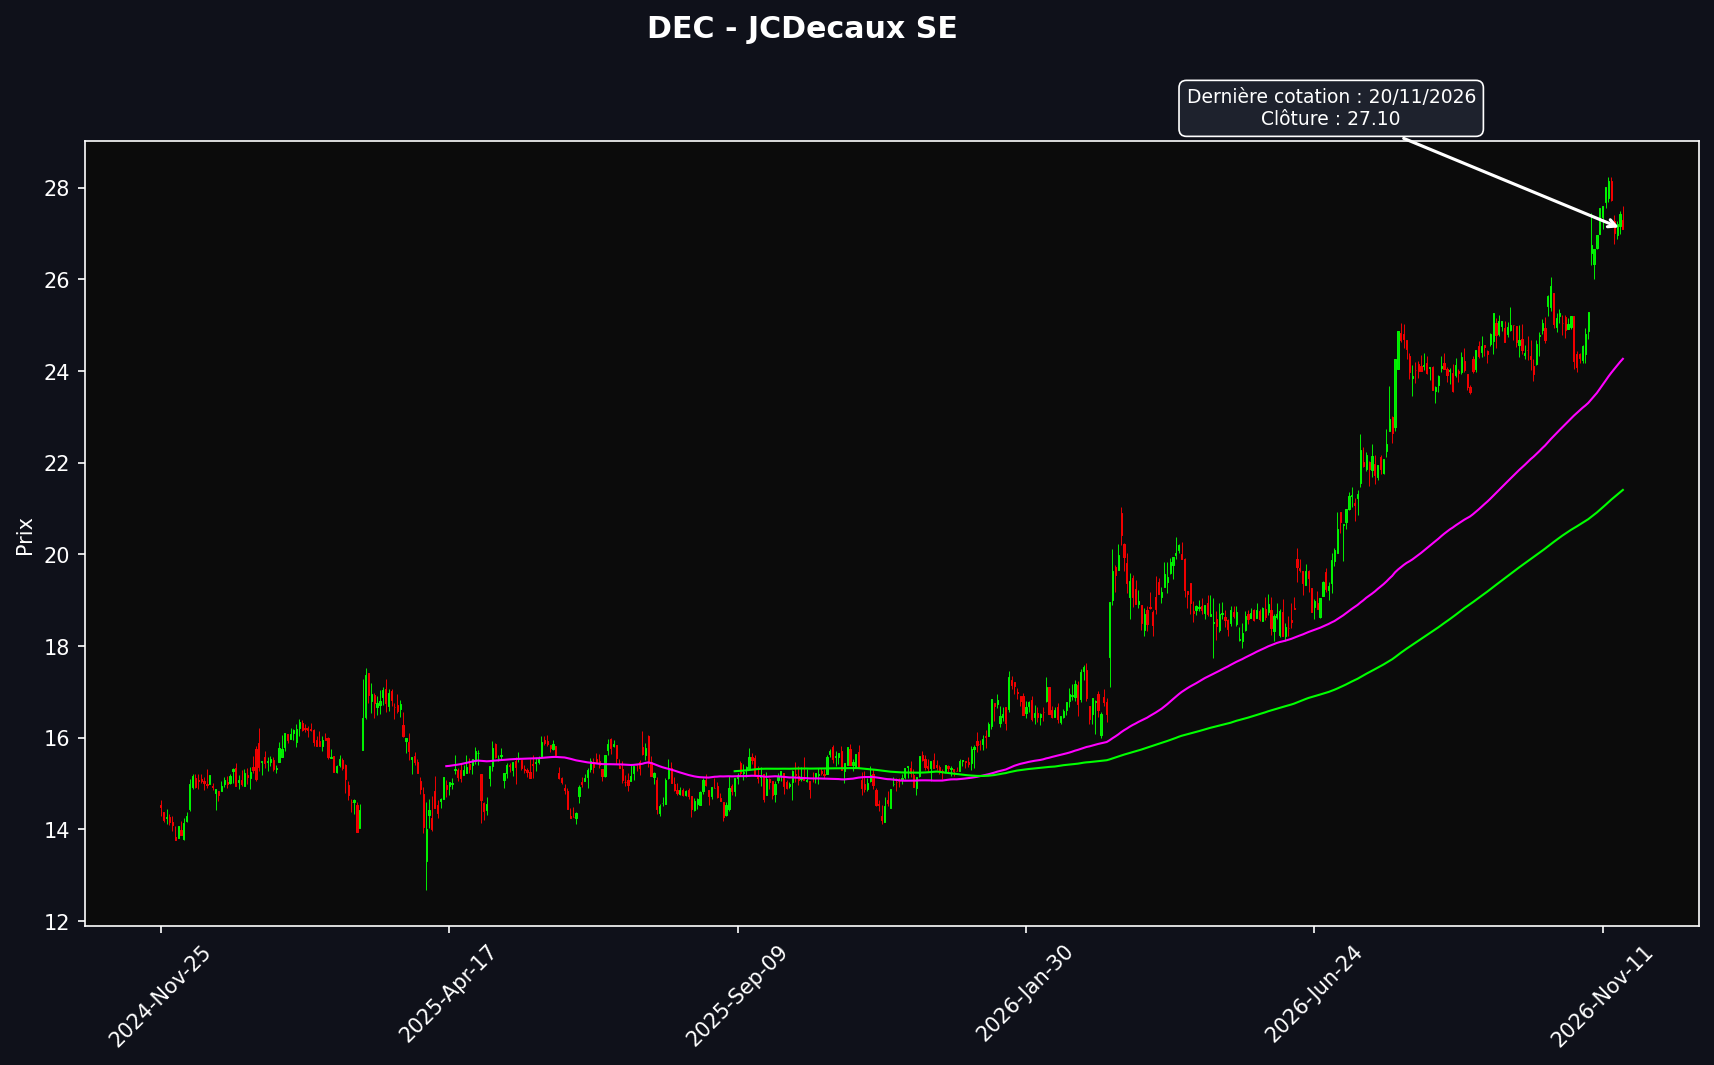 DEC - JCDecaux SE
Dernière cotation : 20/11/2026
Clôture : 27.10
Prix
28
26
24
22
20
18
16
14
12
2024-Nov-25
2025-Apr-17
2025-Sep-09
2026-Jan-30
2026-Jun-24
2026-Nov-11